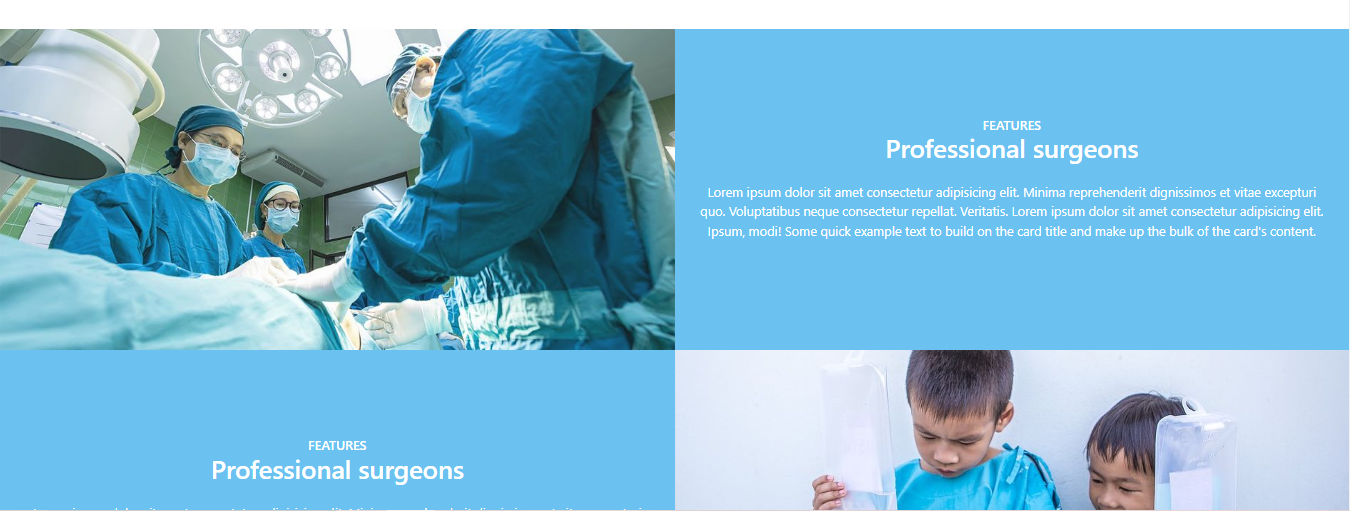 FEATURES
Professional surgeons
Lorem ipsum dolor sit amet consectetur adipisicing elit. Minima reprehenderit dignissimos et vitae excepturi
quo. Voluptatibus neque consectetur repellat. Veritatis. Lorem ipsum dolor sit amet consectetur adipisicing elit.
Ipsum, modi! Some quick example text to build on the card title and make up the bulk of the card's content.
FEATURES
Professional surgeons